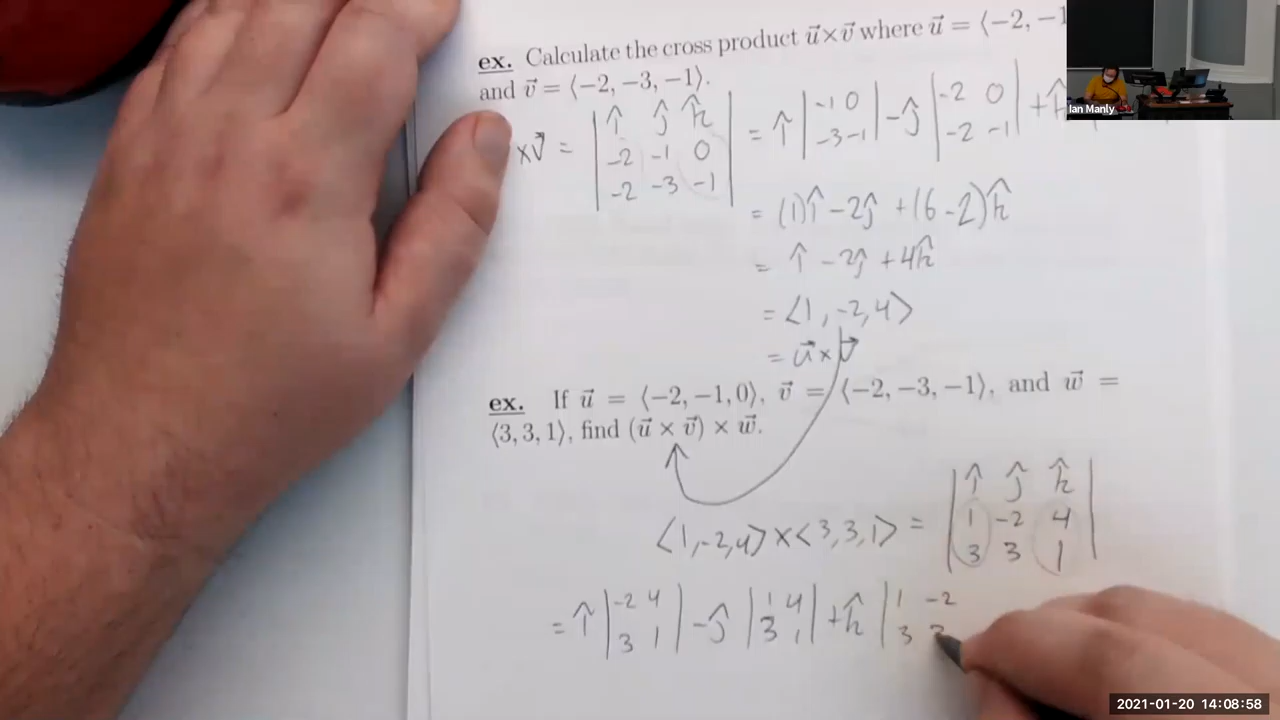 ex. Calculate the cross product u⃗×v⃗ where u⃗ = ⟨−2, −1
and v⃗ = ⟨−2, −3, −1⟩.
×v⃗ = | î ĵ k̂ | = î | -1 0 | - ĵ | -2 0 | + k̂
| -2 -1 0 | | -3 -1 | | -2 -1 |
| -2 -3 -1 |
= (1)î - 2ĵ + (6-2)k̂
= î - 2ĵ + 4k̂
= ⟨1, -2, 4⟩
= u⃗ × v⃗
ex. If u⃗ = ⟨−2, −1, 0⟩, v⃗ = ⟨−2, −3, −1⟩, and w⃗ =
⟨3, 3, 1⟩, find (u⃗ × v⃗) × w⃗.
⟨1, -2, 4⟩ × ⟨3, 3, 1⟩ = | î ĵ k̂ |
| 1 -2 4 |
| 3 3 1 |
= î | -2 4 | - ĵ | 1 4 | + k̂ | 1 -2
| 3 1 | | 3 1 | | 3 3
Ian Manly
2021-01-20 14:08:58